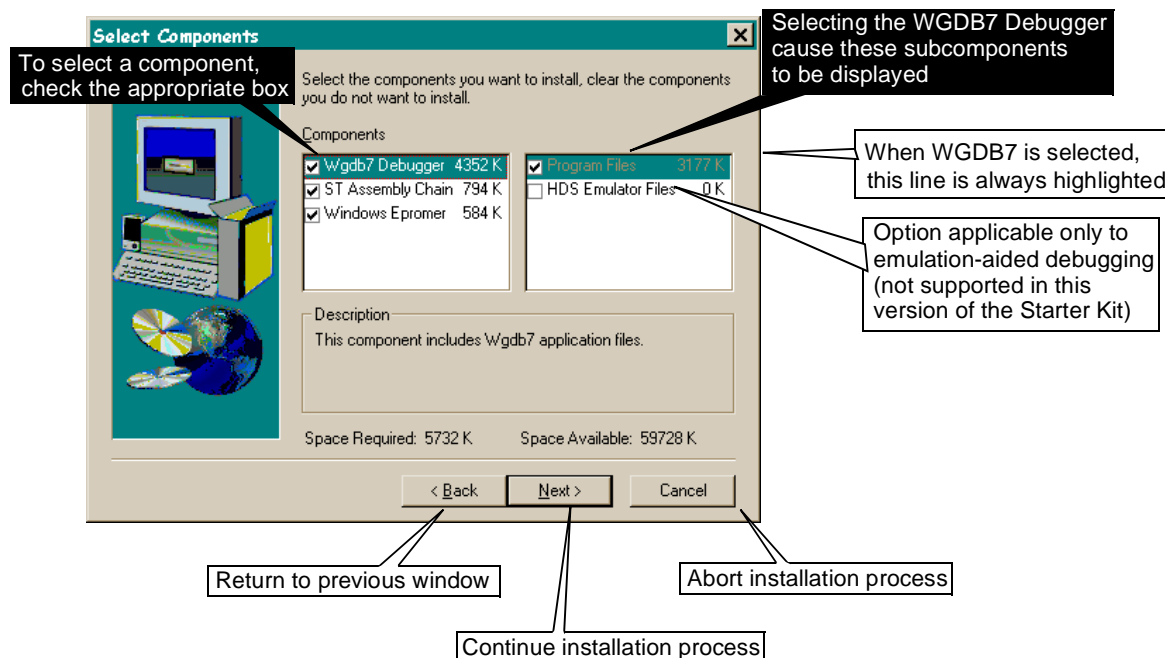 Select Components
To select a component,
check the appropriate box
Selecting the WGDB7 Debugger
cause these subcomponents
to be displayed
Select the components you want to install, clear the components
you do not want to install.
Components
Wgdb7 Debugger 4352 K
ST Assembly Chain 794 K
Windows Epromer 584 K
Program Files 3177 K
HDS Emulator Files 0 K
When WGDB7 is selected,
this line is always highlighted
Option applicable only to
emulation-aided debugging
(not supported in this
version of the Starter Kit)
Description
This component includes Wgdb7 application files.
Space Required: 5732 K
Space Available: 59728 K
< Back
Next >
Cancel
Return to previous window
Abort installation process
Continue installation process